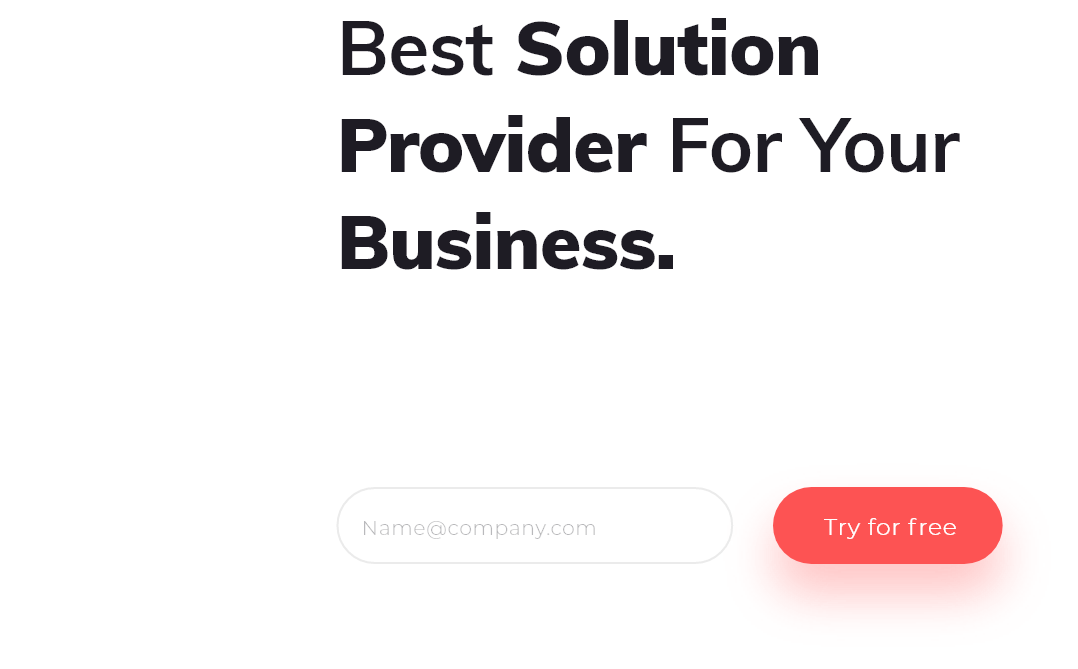 Best Solution
Provider For Your
Business.
Name@company.com
Try for free